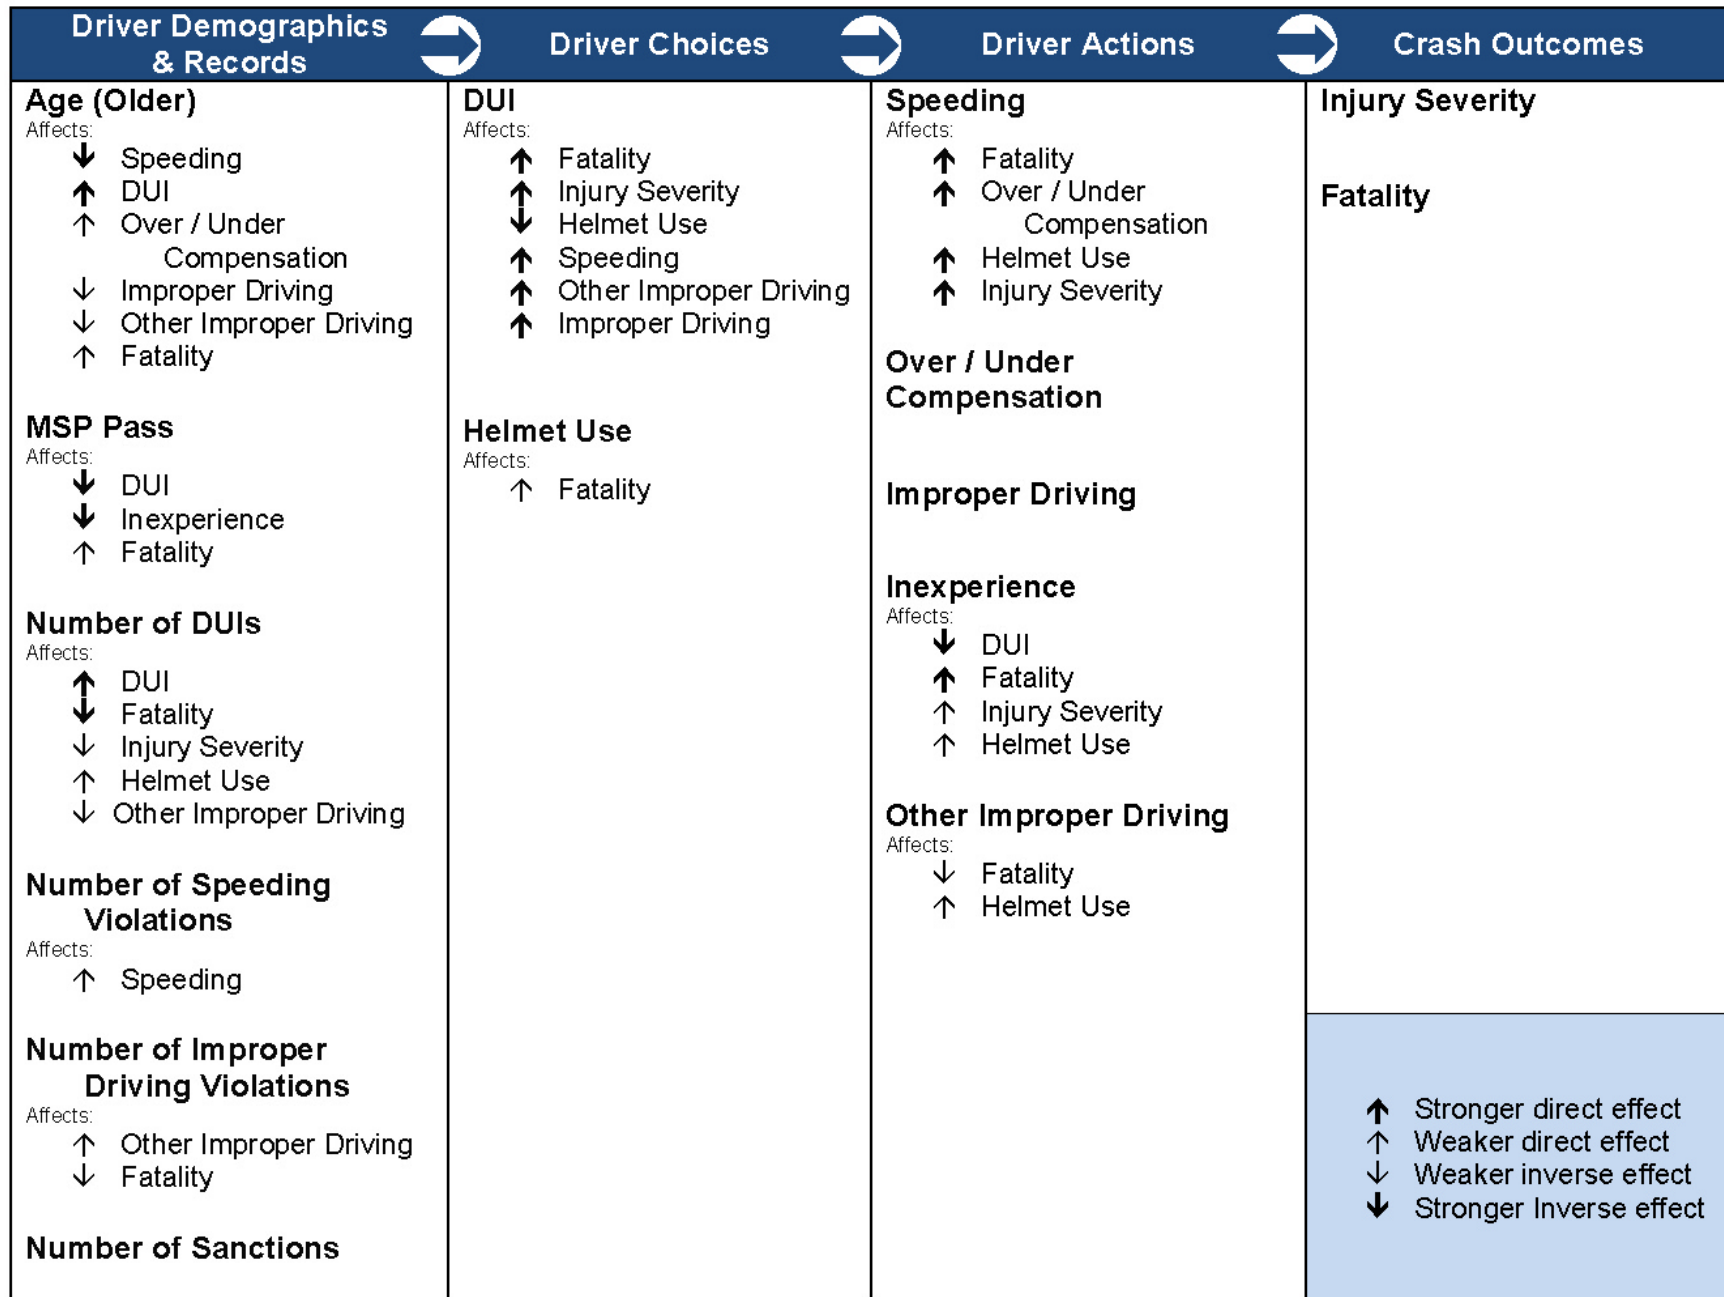 Driver Demographics
& Records
Driver Choices
Driver Actions
Crash Outcomes
Age (Older)
Affects:
↓ Speeding
↑ DUI
↑ Over / Under
Compensation
↓ Improper Driving
↓ Other Improper Driving
↑ Fatality
MSP Pass
Affects:
↓ DUI
↓ Inexperience
↑ Fatality
Number of DUIs
Affects:
↑ DUI
↓ Fatality
↓ Injury Severity
↑ Helmet Use
↓ Other Improper Driving
Number of Speeding
Violations
Affects:
↑ Speeding
Number of Improper
Driving Violations
Affects:
↑ Other Improper Driving
↓ Fatality
Number of Sanctions
DUI
Affects:
↑ Fatality
↑ Injury Severity
↓ Helmet Use
↑ Speeding
↑ Other Improper Driving
↑ Improper Driving
Helmet Use
Affects:
↑ Fatality
Speeding
Affects:
↑ Fatality
↑ Over / Under
Compensation
↑ Helmet Use
↑ Injury Severity
Over / Under
Compensation
Improper Driving
Inexperience
Affects:
↓ DUI
↑ Fatality
↑ Injury Severity
↑ Helmet Use
Other Improper Driving
Affects:
↓ Fatality
↑ Helmet Use
Injury Severity
Fatality
↑ Stronger direct effect
↑ Weaker direct effect
↓ Weaker inverse effect
↓ Stronger Inverse effect